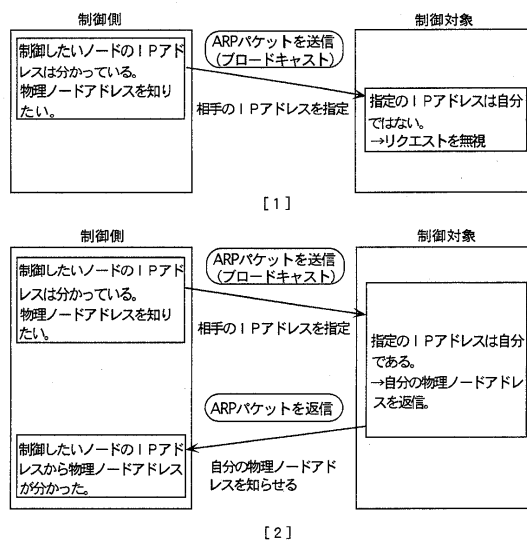 制御側
制御対象
制御したいノードのIPアド
レスは分かっている。
物理ノードアドレスを知り
たい。
ARPパケットを送信
(ブロードキャスト)
相手のIPアドレスを指定
指定のIPアドレスは自分
ではない。
→リクエストを無視
[1]
制御側
制御対象
制御したいノードのIPアド
レスは分かっている。
物理ノードアドレスを知り
たい。
ARPパケットを送信
(ブロードキャスト)
相手のIPアドレスを指定
指定のIPアドレスは自分
である。
→自分の物理ノードアドレ
スを返信。
ARPパケットを返信
制御したいノードのIPアド
レスから物理ノードアドレス
が分かった。
自分の物理ノードアド
レスを知らせる
[2]